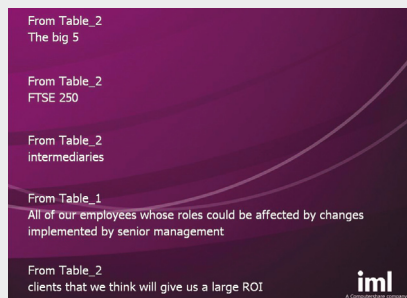 From Table_2
The big 5
From Table_2
FTSE 250
From Table_2
intermediaries
From Table_1
All of our employees whose roles could be affected by changes
implemented by senior management
From Table_2
clients that we think will give us a large ROI
iml
A Computershare company